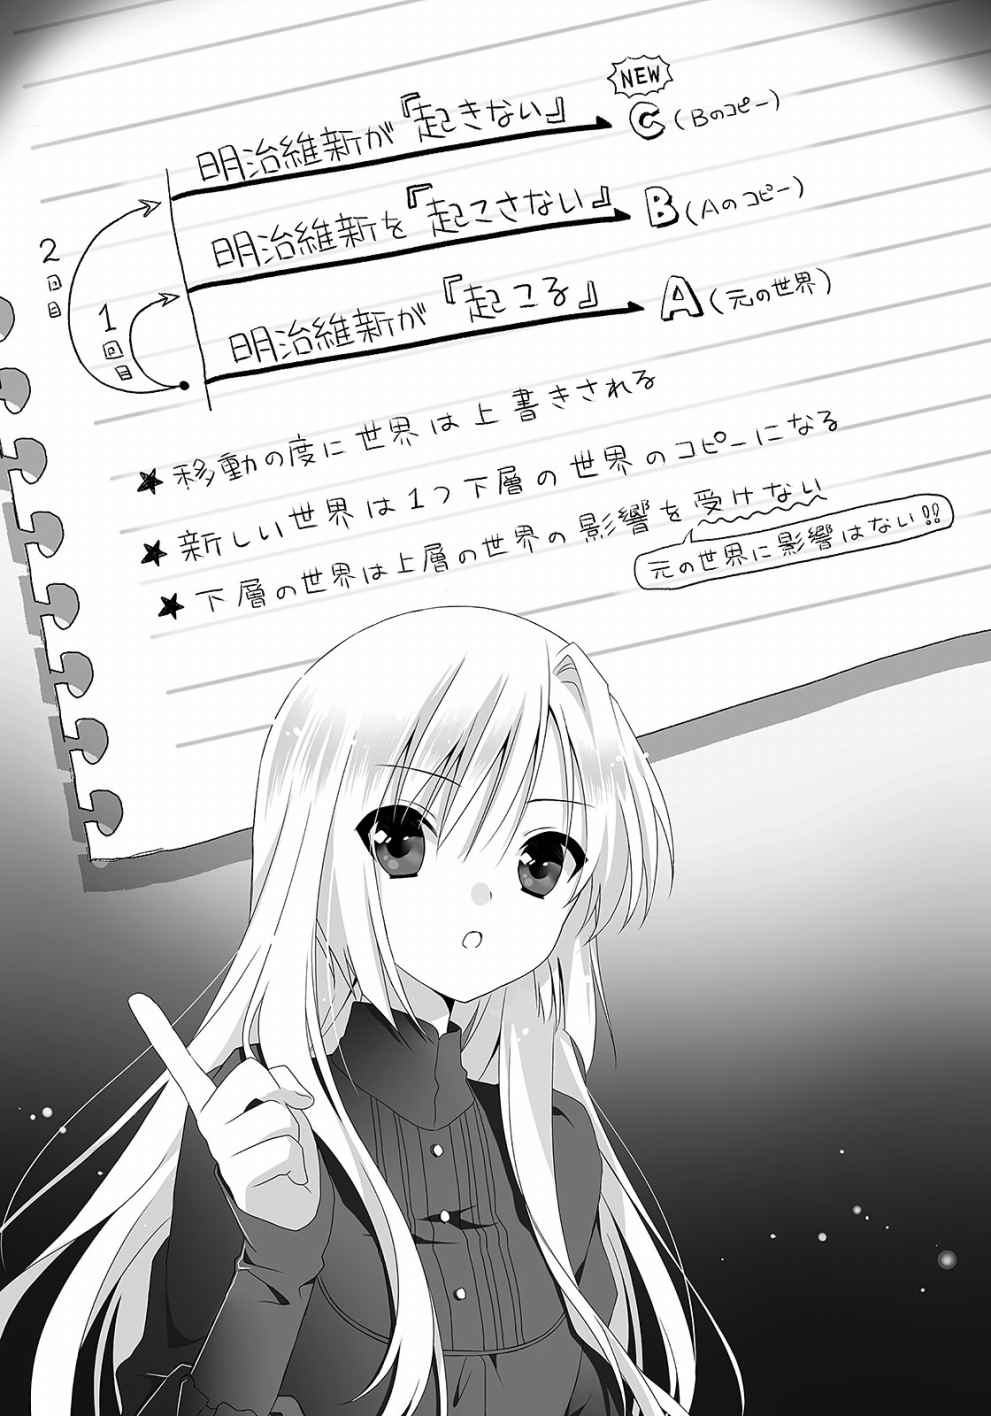 NEW
明治維新が『起きない』 C(Bのコピー)
明治維新を『起こさない』 B(Aのコピー)
明治維新が『起こる』 A(元の世界)
2回目
1回目
★移動の度に世界は上書きされる
★新しい世界は1つ下層の世界のコピーになる
★下層の世界は上層の世界の影響を受けない
元の世界に影響はない!!